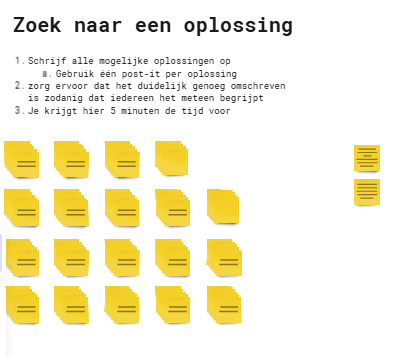 Zoek naar een oplossing
1. Schrijf alle mogelijke oplossingen op
a. Gebruik één post-it per oplossing
2. zorg ervoor dat het duidelijk genoeg omschreven
is zodanig dat iedereen het meteen begrijpt
3. Je krijgt hier 5 minuten de tijd voor